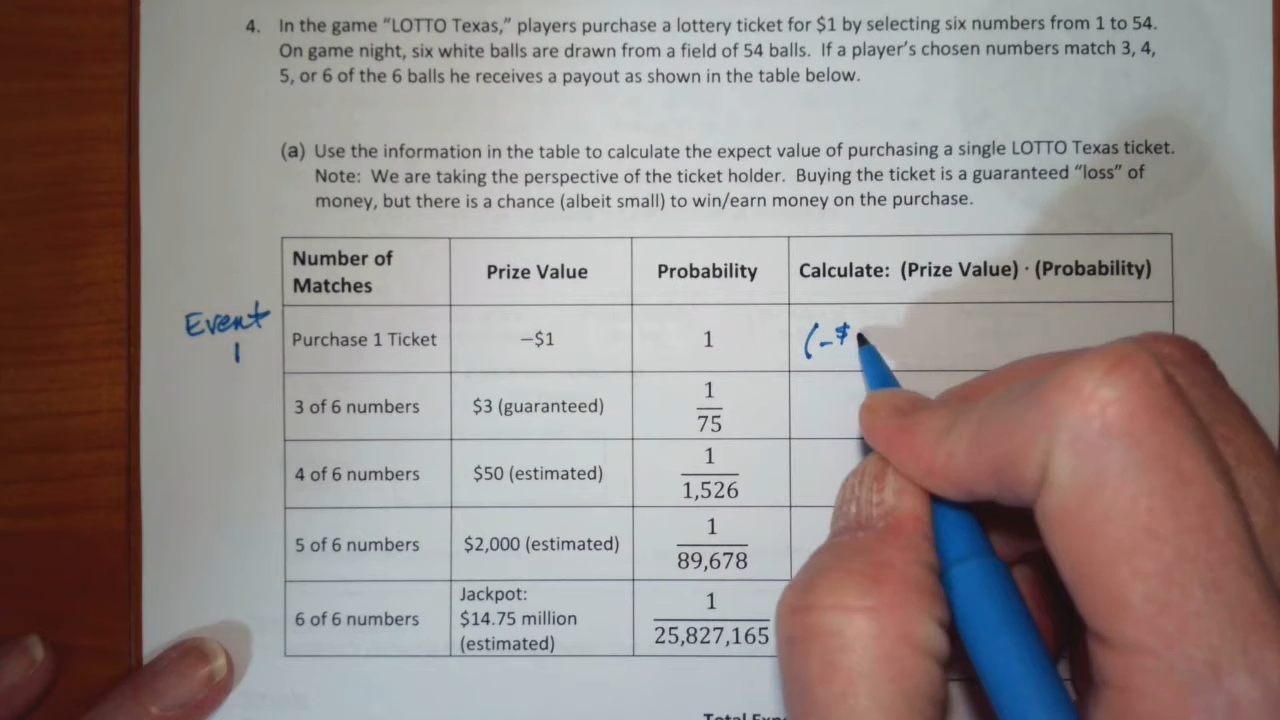 4. In the game “LOTTO Texas,” players purchase a lottery ticket for $1 by selecting six numbers from 1 to 54.
On game night, six white balls are drawn from a field of 54 balls. If a player’s chosen numbers match 3, 4,
5, or 6 of the 6 balls he receives a payout as shown in the table below.
(a) Use the information in the table to calculate the expect value of purchasing a single LOTTO Texas ticket.
Note: We are taking the perspective of the ticket holder. Buying the ticket is a guaranteed “loss” of
money, but there is a chance (albeit small) to win/earn money on the purchase.
Number of Matches Prize Value Probability Calculate: (Prize Value) · (Probability)
Event 1
Purchase 1 Ticket −$1 1 (-$
3 of 6 numbers $3 (guaranteed) 1/75
4 of 6 numbers $50 (estimated) 1/1,526
5 of 6 numbers $2,000 (estimated) 1/89,678
6 of 6 numbers Jackpot: $14.75 million (estimated) 1/25,827,165
Total